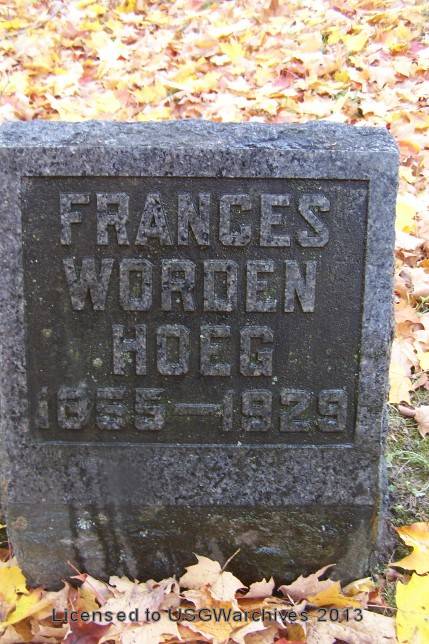 FRANCES
WORDEN
HOEG
1855-1929
Licensed to USGWarchives 2013